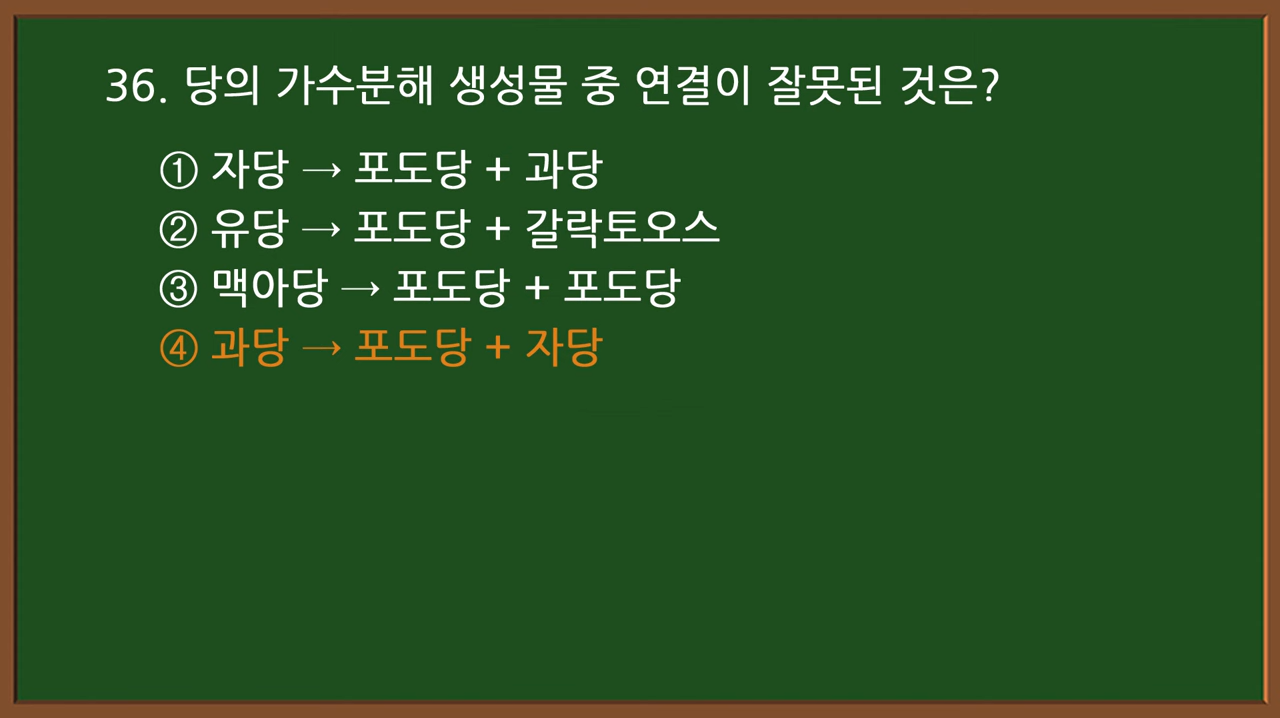 36. 당의 가수분해 생성물 중 연결이 잘못된 것은?
① 자당 → 포도당 + 과당
② 유당 → 포도당 + 갈락토오스
③ 맥아당 → 포도당 + 포도당
④ 과당 → 포도당 + 자당